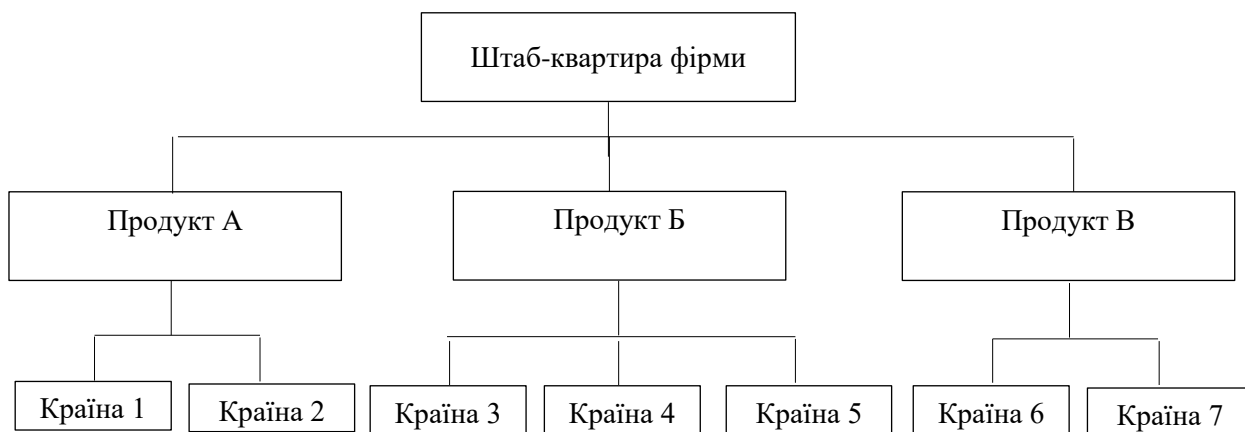 Штаб-квартира фірми
Продукт А
Продукт Б
Продукт В
Країна 1
Країна 2
Країна 3
Країна 4
Країна 5
Країна 6
Країна 7